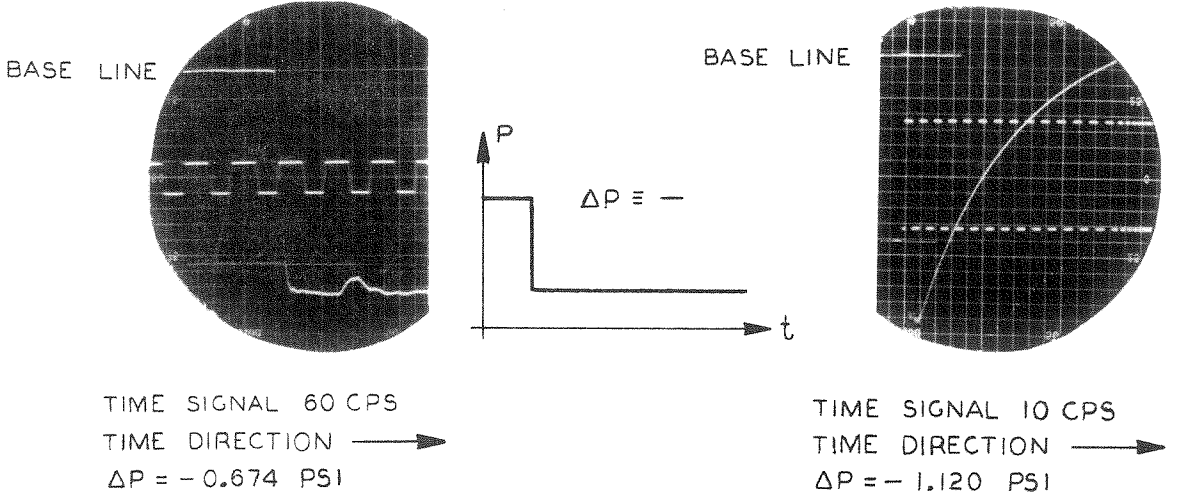 BASE LINE
BASE LINE
P
ΔP ≡ −
t
TIME SIGNAL 60 CPS
TIME DIRECTION
ΔP = - 0.674 PSI
TIME SIGNAL 10 CPS
TIME DIRECTION
ΔP = - 1.120 PSI